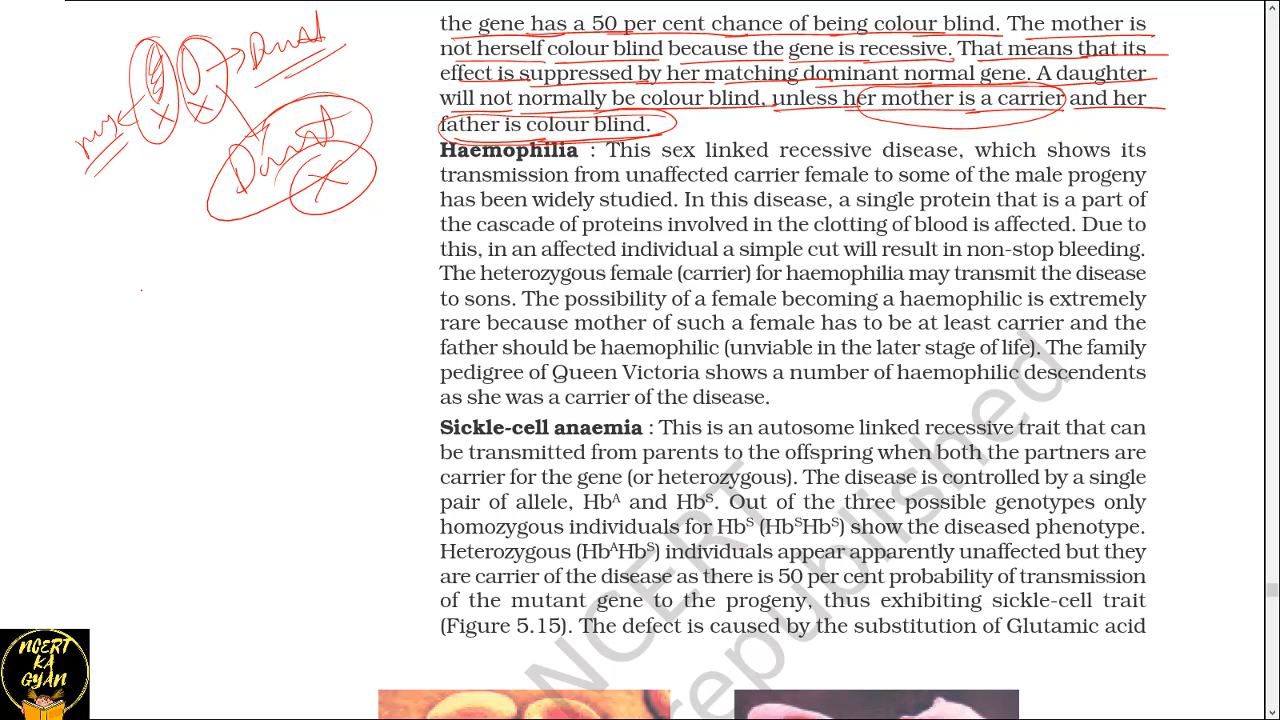 the gene has a 50 per cent chance of being colour blind. The mother is
not herself colour blind because the gene is recessive. That means that its
effect is suppressed by her matching dominant normal gene. A daughter
will not normally be colour blind, unless her mother is a carrier and her
father is colour blind.
Haemophilia : This sex linked recessive disease, which shows its
transmission from unaffected carrier female to some of the male progeny
has been widely studied. In this disease, a single protein that is a part of
the cascade of proteins involved in the clotting of blood is affected. Due to
this, in an affected individual a simple cut will result in non-stop bleeding.
The heterozygous female (carrier) for haemophilia may transmit the disease
to sons. The possibility of a female becoming a haemophilic is extremely
rare because mother of such a female has to be at least carrier and the
father should be haemophilic (unviable in the later stage of life). The family
pedigree of Queen Victoria shows a number of haemophilic descendents
as she was a carrier of the disease.
Sickle-cell anaemia : This is an autosome linked recessive trait that can
be transmitted from parents to the offspring when both the partners are
carrier for the gene (or heterozygous). The disease is controlled by a single
pair of allele, Hbᴬ and Hbˢ. Out of the three possible genotypes only
homozygous individuals for Hbˢ (HbˢHbˢ) show the diseased phenotype.
Heterozygous (HbᴬHbˢ) individuals appear apparently unaffected but they
are carrier of the disease as there is 50 per cent probability of transmission
of the mutant gene to the progeny, thus exhibiting sickle-cell trait
(Figure 5.15). The defect is caused by the substitution of Glutamic acid
NCERT
republished
NCERT
KA
GYAN